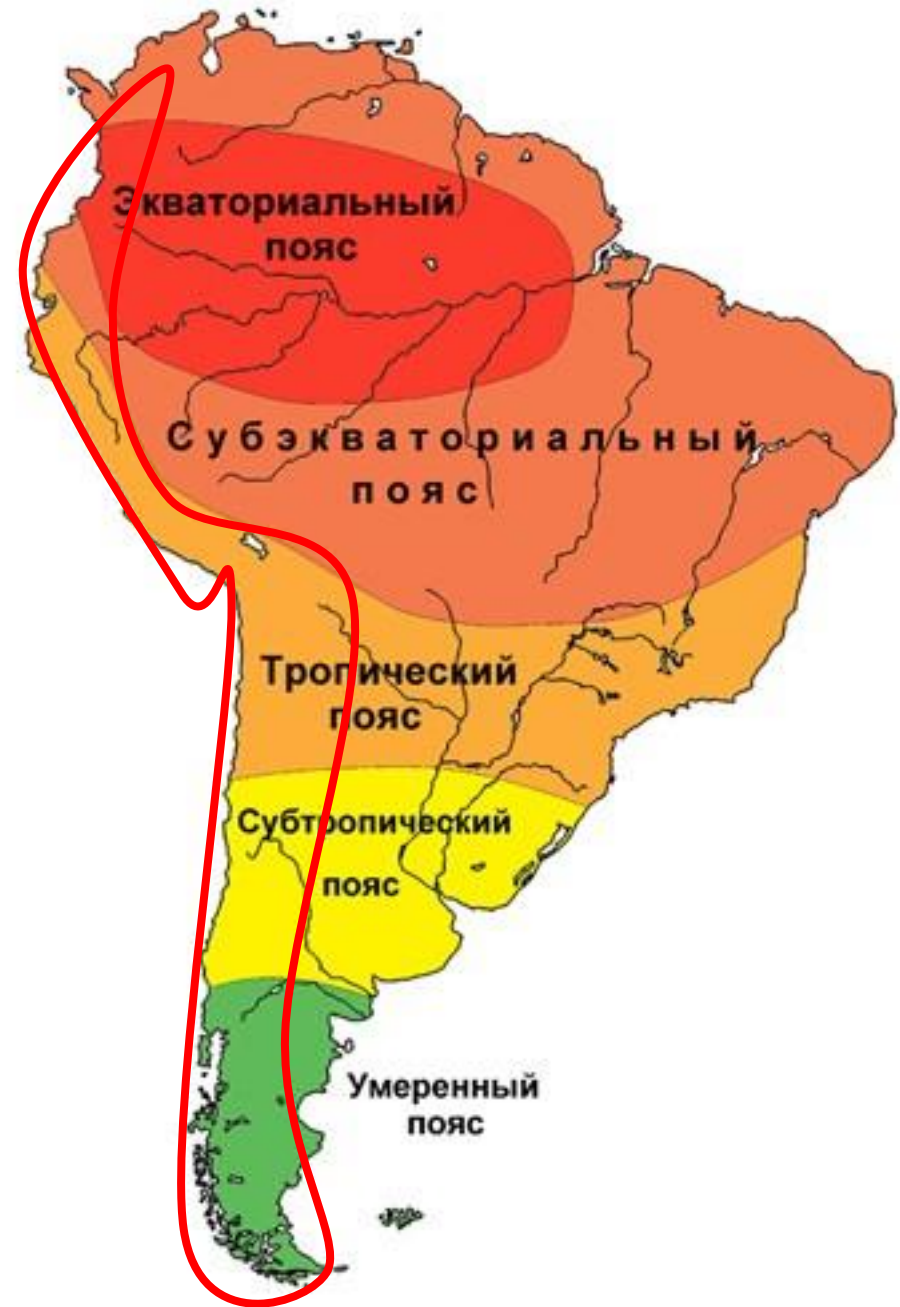 Экваториальный
пояс
Субэкваториальный
пояс
Тропический
пояс
Субтропический
пояс
Умеренный
пояс